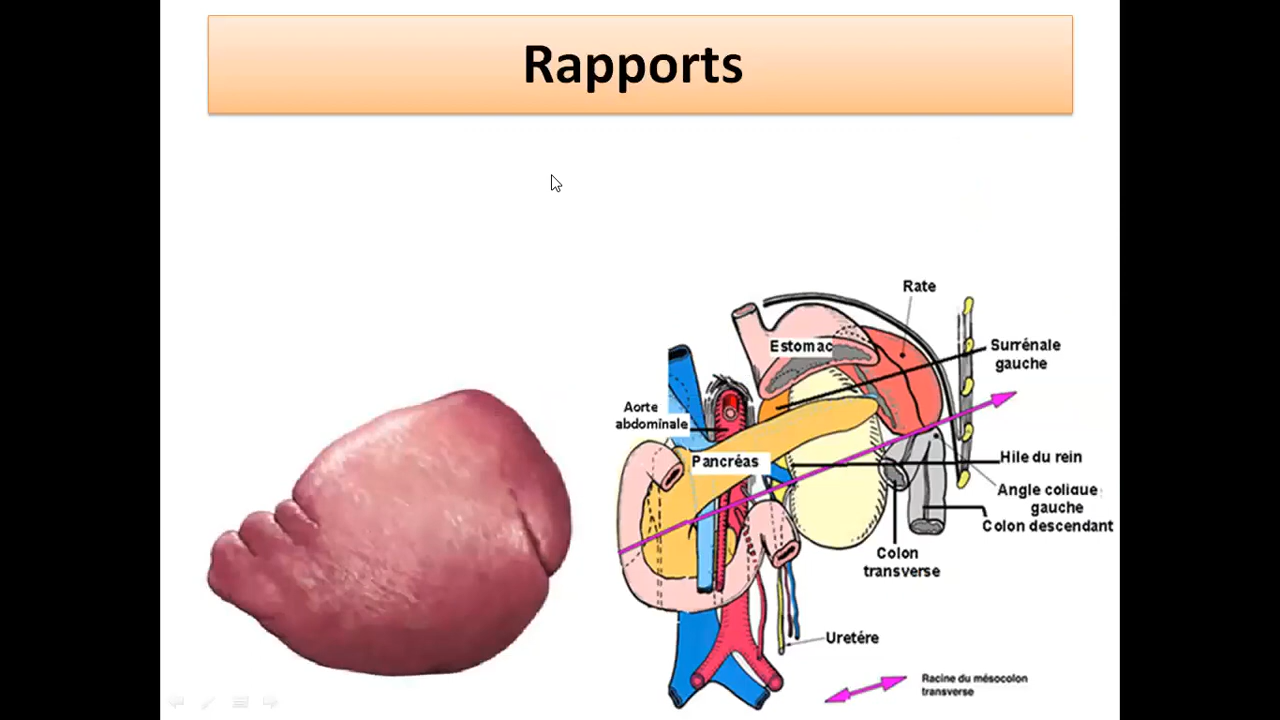 Rapports
Rate
Estomac
Surrénale
gauche
Aorte
abdominale
Pancréas
Hile du rein
Angle colique
gauche
Colon descendant
Colon
transverse
Uretére
Racine du mésocolon
transverse